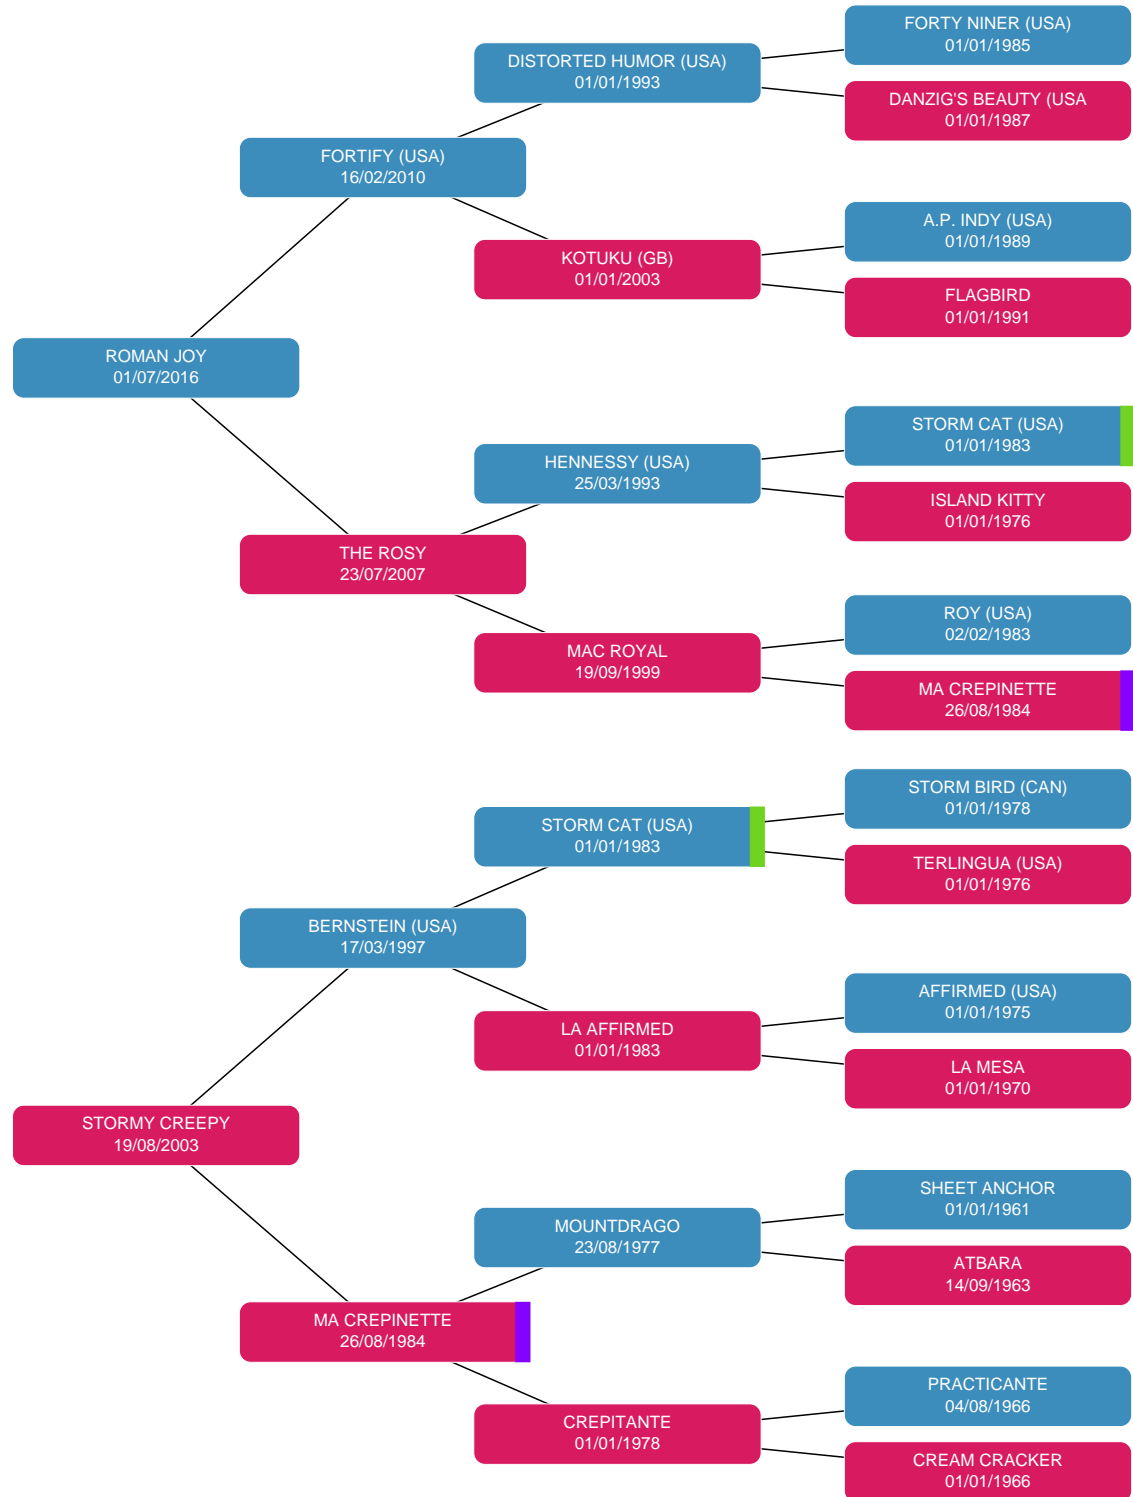 FORTY NINER (USA)
01/01/1985
DISTORTED HUMOR (USA)
01/01/1993
DANZIG'S BEAUTY (USA
01/01/1987
FORTIFY (USA)
16/02/2010
A.P. INDY (USA)
01/01/1989
KOTUKU (GB)
01/01/2003
FLAGBIRD
01/01/1991
ROMAN JOY
01/07/2016
STORM CAT (USA)
01/01/1983
HENNESSY (USA)
25/03/1993
ISLAND KITTY
01/01/1976
THE ROSY
23/07/2007
ROY (USA)
02/02/1983
MAC ROYAL
19/09/1999
MA CREPINETTE
26/08/1984
STORM BIRD (CAN)
01/01/1978
STORM CAT (USA)
01/01/1983
TERLINGUA (USA)
01/01/1976
BERNSTEIN (USA)
17/03/1997
AFFIRMED (USA)
01/01/1975
LA AFFIRMED
01/01/1983
LA MESA
01/01/1970
STORMY CREEPY
19/08/2003
SHEET ANCHOR
01/01/1961
MOUNTDRAGO
23/08/1977
ATBARA
14/09/1963
MA CREPINETTE
26/08/1984
PRACTICANTE
04/08/1966
CREPITANTE
01/01/1978
CREAM CRACKER
01/01/1966